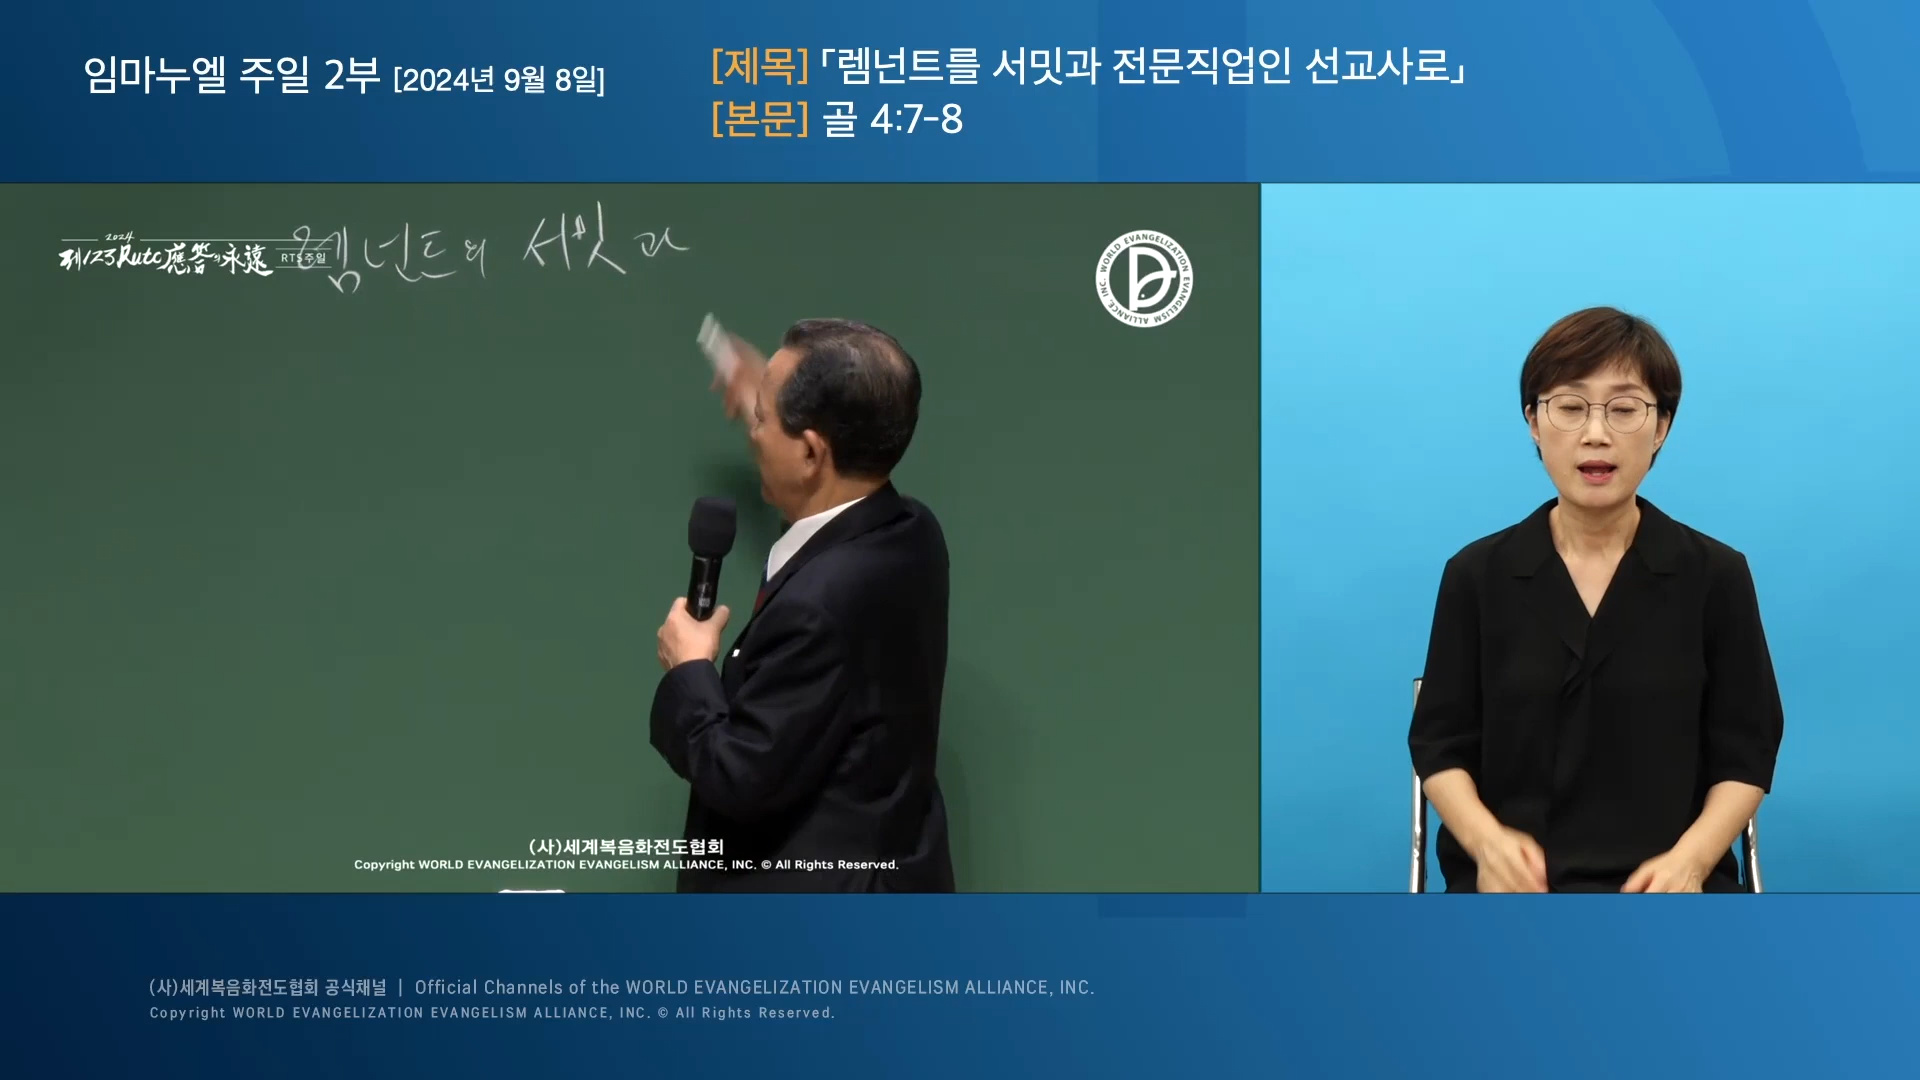 임마누엘 주일 2부 [2024년 9월 8일]
[제목] 「렘넌트를 서밋과 전문직업인 선교사로」
[본문] 골 4:7-8
2024
제123 Rutc 應答의 永遠
RTS주일
렘넌트의 서밋과
WORLD EVANGELIZATION EVANGELISM ALLIANCE, INC.
(사)세계복음화전도협회
Copyright WORLD EVANGELIZATION EVANGELISM ALLIANCE, INC. © All Rights Reserved.
(사)세계복음화전도협회 공식채널 | Official Channels of the WORLD EVANGELIZATION EVANGELISM ALLIANCE, INC.
Copyright WORLD EVANGELIZATION EVANGELISM ALLIANCE, INC. © All Rights Reserved.